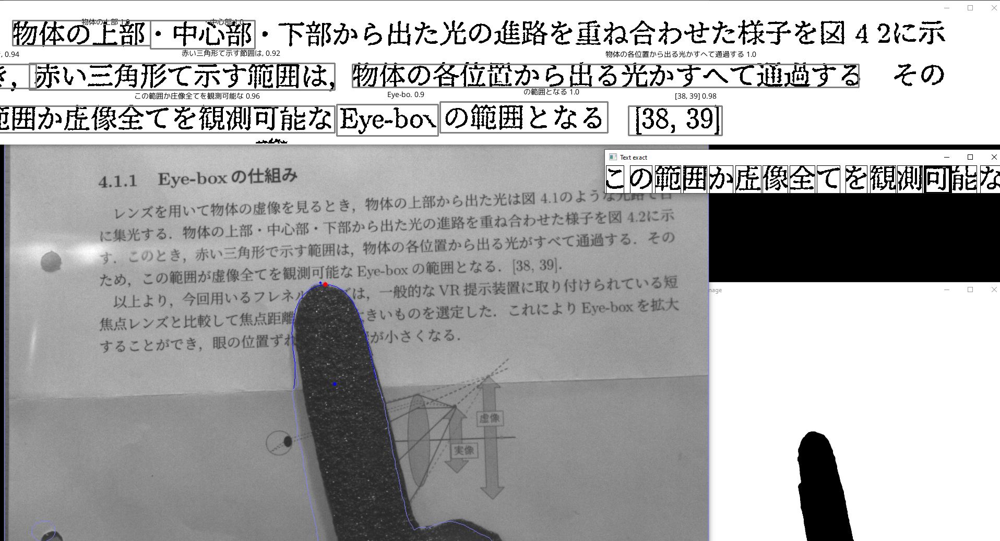 物体の上部 1.0
・中心部 1.0
物体の上部・中心部・下部から出た光の進路を重ね合わせた様子を図 4 2に示
, 0.94
赤い三角形て示す範囲は, 0.92
物体の各位置から出る光かすへて通過する 1.0
き, 赤い三角形て示す範囲は, 物体の各位置から出る光かすへて通過する その
この範囲か虚像全てを観測可能な 0.96
Eye-bo. 0.9
の範囲となる 1.0
[38, 39] 0.98
範囲か虚像全てを観測可能な Eye-box の範囲となる [38, 39]
Text exact
この範囲か虚像全てを観測可能な
4.1.1 Eye-box の仕組み
レンズを用いて物体の虚像を見るとき，物体の上部から出た光は図 4.1のような光路で目
に集光する．物体の上部・中心部・下部から出た光の進路を重ね合わせた様子を図 4.2に示
す．このとき，赤い三角形で示す範囲は，物体の各位置から出る光がすべて通過する．その
ため，この範囲が虚像全てを観測可能な Eye-box の範囲となる．[38, 39]．
以上より，今回用いるフレネル は，一般的な VR 提示装置に取り付けられている短
焦点レンズと比較して焦点距離 きいものを選定した．これにより Eye-box を拡大
することができ，眼の位置ずれ が小さくなる．
虚像
実像
mage